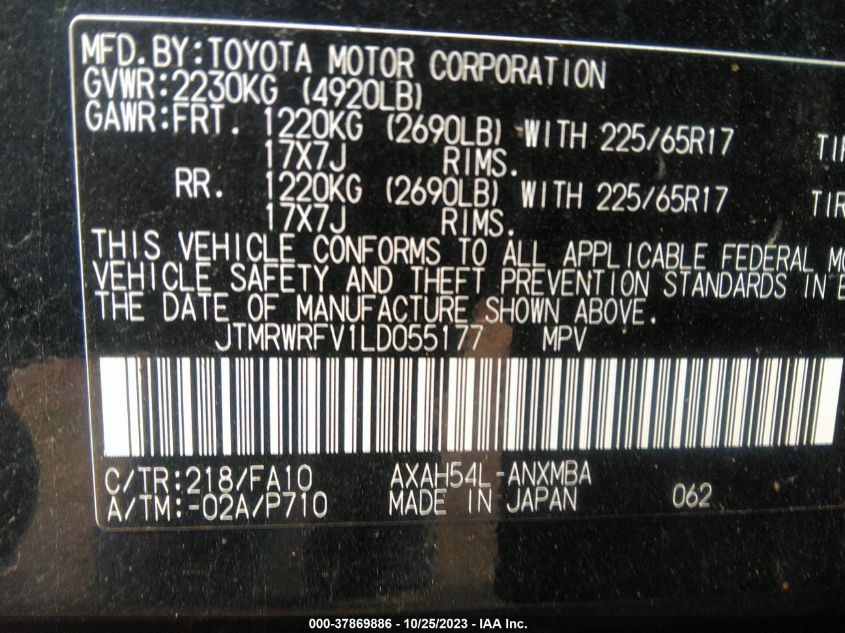 MFD.BY:TOYOTA MOTOR CORPORATION
GVWR:2230KG (4920LB)
GAWR:FRT. 1220KG (2690LB) WITH 225/65R17 TIR
17X7J RIMS.
RR. 1220KG (2690LB) WITH 225/65R17 TIR
17X7J RIMS.
THIS VEHICLE CONFORMS TO ALL APPLICABLE FEDERAL MO
VEHICLE SAFETY AND THEFT PREVENTION STANDARDS IN E
THE DATE OF MANUFACTURE SHOWN ABOVE.
JTMRWRFV1LD055177 MPV
C/TR:218/FA10 AXAH54L-ANXMBA
A/TM:-02A/P710 MADE IN JAPAN 062
000-37869886 - 10/25/2023 - IAA Inc.